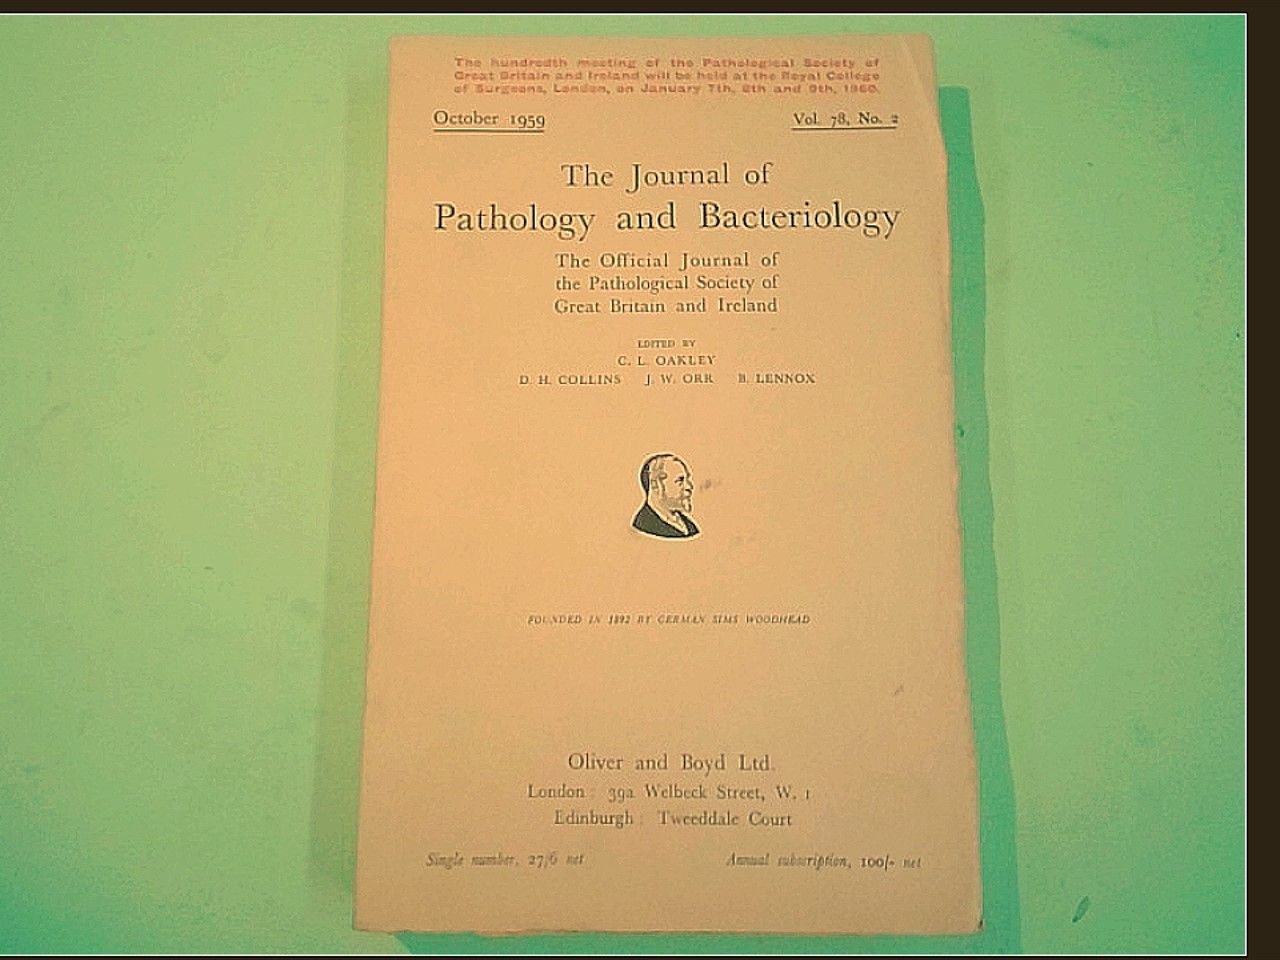 The hundredth meeting of the Pathological Society of
Great Britain and Ireland will be held at the Royal College
of Surgeons, London, on January 7th, 8th and 9th, 1960.
October 1959
Vol. 78, No. 2
The Journal of
Pathology and Bacteriology
The Official Journal of
the Pathological Society of
Great Britain and Ireland
EDITED BY
C. L. OAKLEY
D. H. COLLINS J. W. ORR B. LENNOX
FOUNDED IN 1892 BY GERMAN SIMS WOODHEAD
Oliver and Boyd Ltd.
London : 39a Welbeck Street, W. 1
Edinburgh : Tweeddale Court
Single number, 27/6 net
Annual subscription, 100/- net